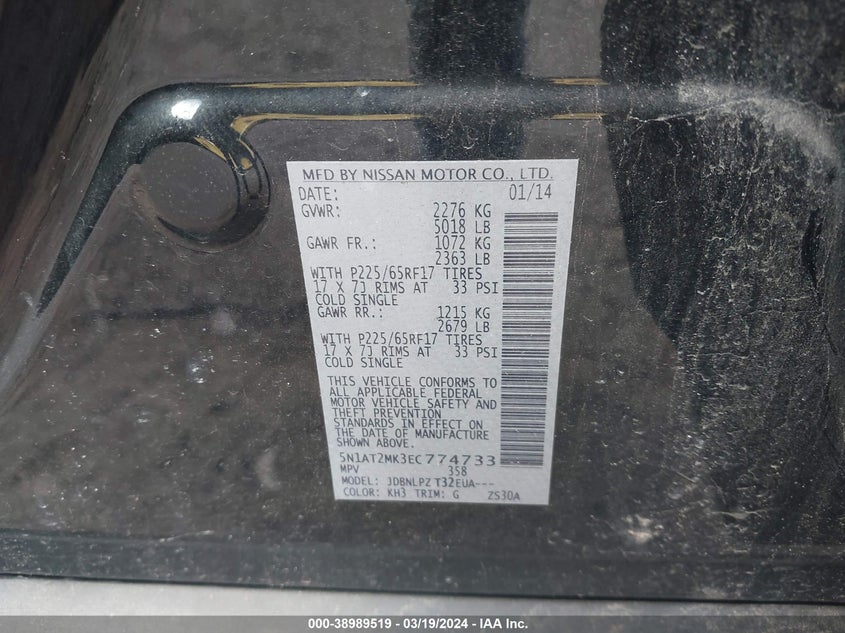 MFD BY NISSAN MOTOR CO., LTD.
DATE: 01/14
GVWR: 2276 KG
5018 LB
GAWR FR.: 1072 KG
2363 LB
WITH P225/65RF17 TIRES
17 X 7J RIMS AT 33 PSI
COLD SINGLE
GAWR RR.: 1215 KG
2679 LB
WITH P225/65RF17 TIRES
17 X 7J RIMS AT 33 PSI
COLD SINGLE
THIS VEHICLE CONFORMS TO
ALL APPLICABLE FEDERAL
MOTOR VEHICLE SAFETY AND
THEFT PREVENTION
STANDARDS IN EFFECT ON
THE DATE OF MANUFACTURE
SHOWN ABOVE.
5N1AT2MK3EC774733
MPV 358
MODEL: JDBNLPZ T32EUA---
COLOR: KH3 TRIM: G ZS30A
000-38989519 - 03/19/2024 - IAA Inc.